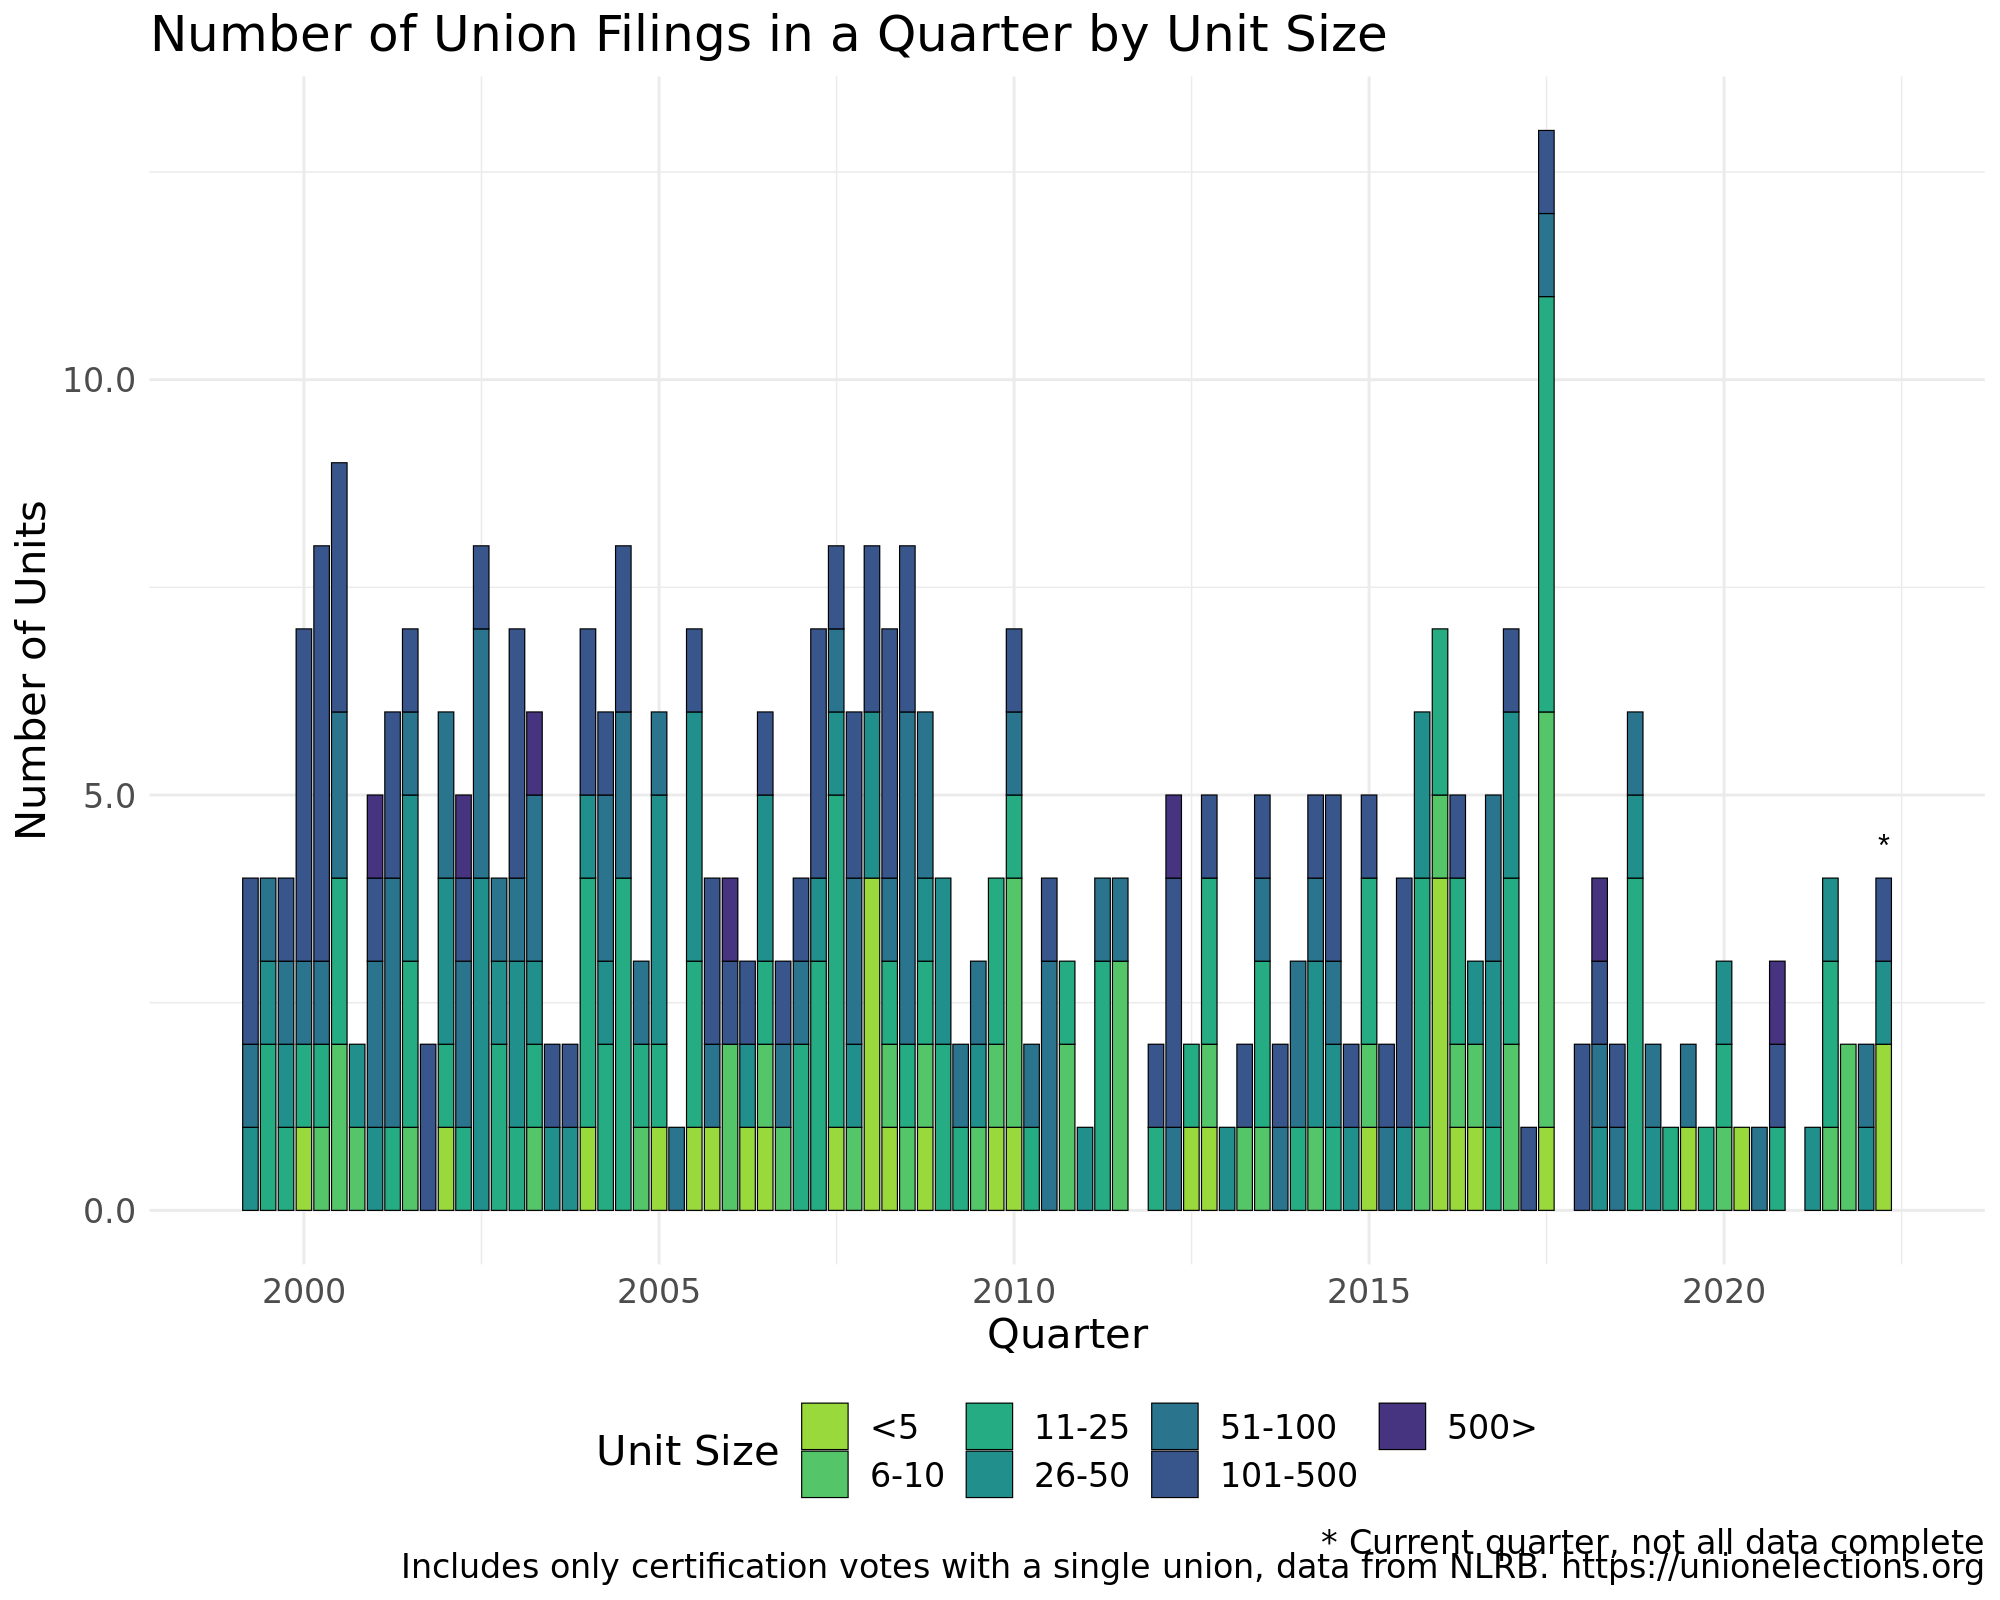 Number of Union Filings in a Quarter by Unit Size
Number of Units
10.0
5.0
0.0
*
2000 2005 2010 2015 2020
Quarter
Unit Size
<5 11-25 51-100 500>
6-10 26-50 101-500
* Current quarter, not all data complete
Includes only certification votes with a single union, data from NLRB. https://unionelections.org